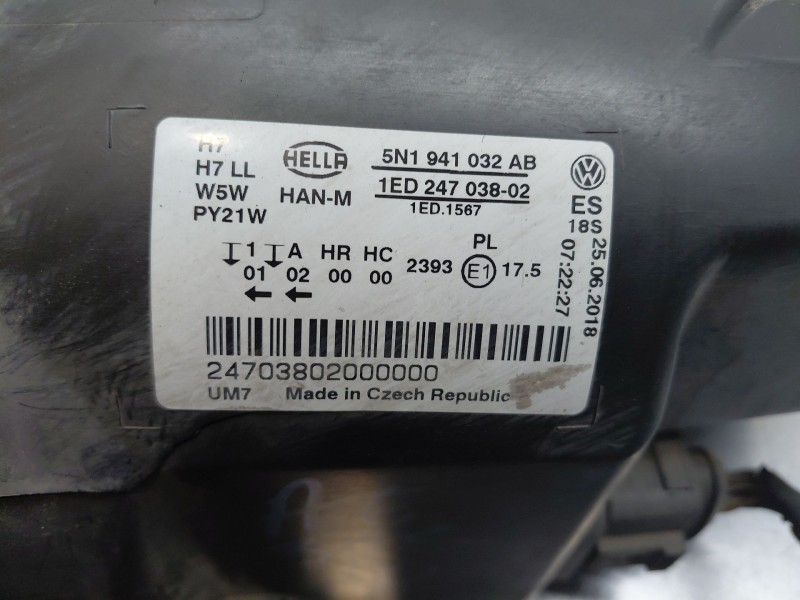 H7
H7 LL
W5W
PY21W
HELLA
HAN-M
5N1 941 032 AB
1ED 247 038-02
1ED.1567
VW
ES
18S
25.06.2018
07:22:27
1 A HR HC
01 02 00 00
2393 E1 17.5
PL
24703802000000
UM7 Made in Czech Republic